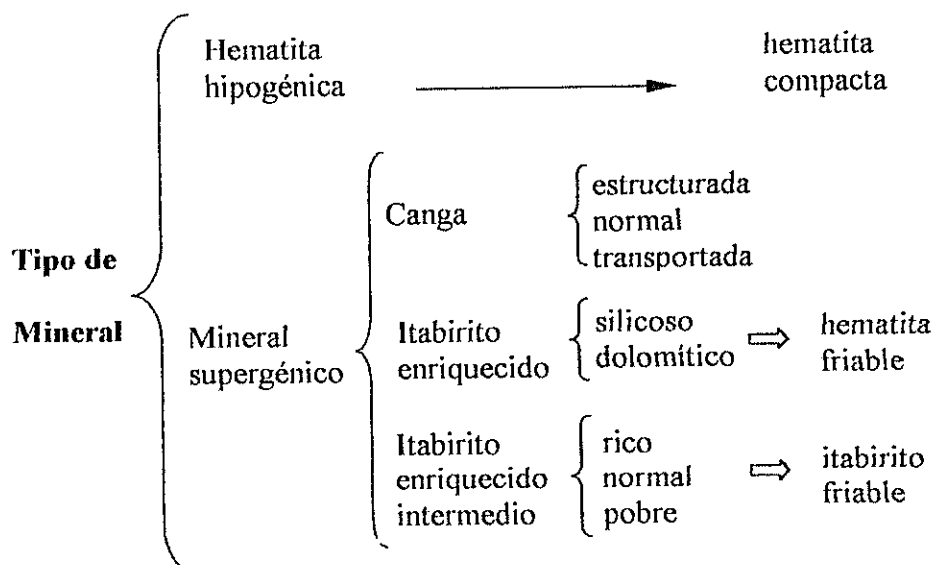 Tipo de
Mineral
Hematita
hipogénica
hematita
compacta
Mineral
supergénico
Canga
estructurada
normal
transportada
Itabirito
enriquecido
silicoso
dolomítico
hematita
friable
Itabirito
enriquecido
intermedio
rico
normal
pobre
itabirito
friable